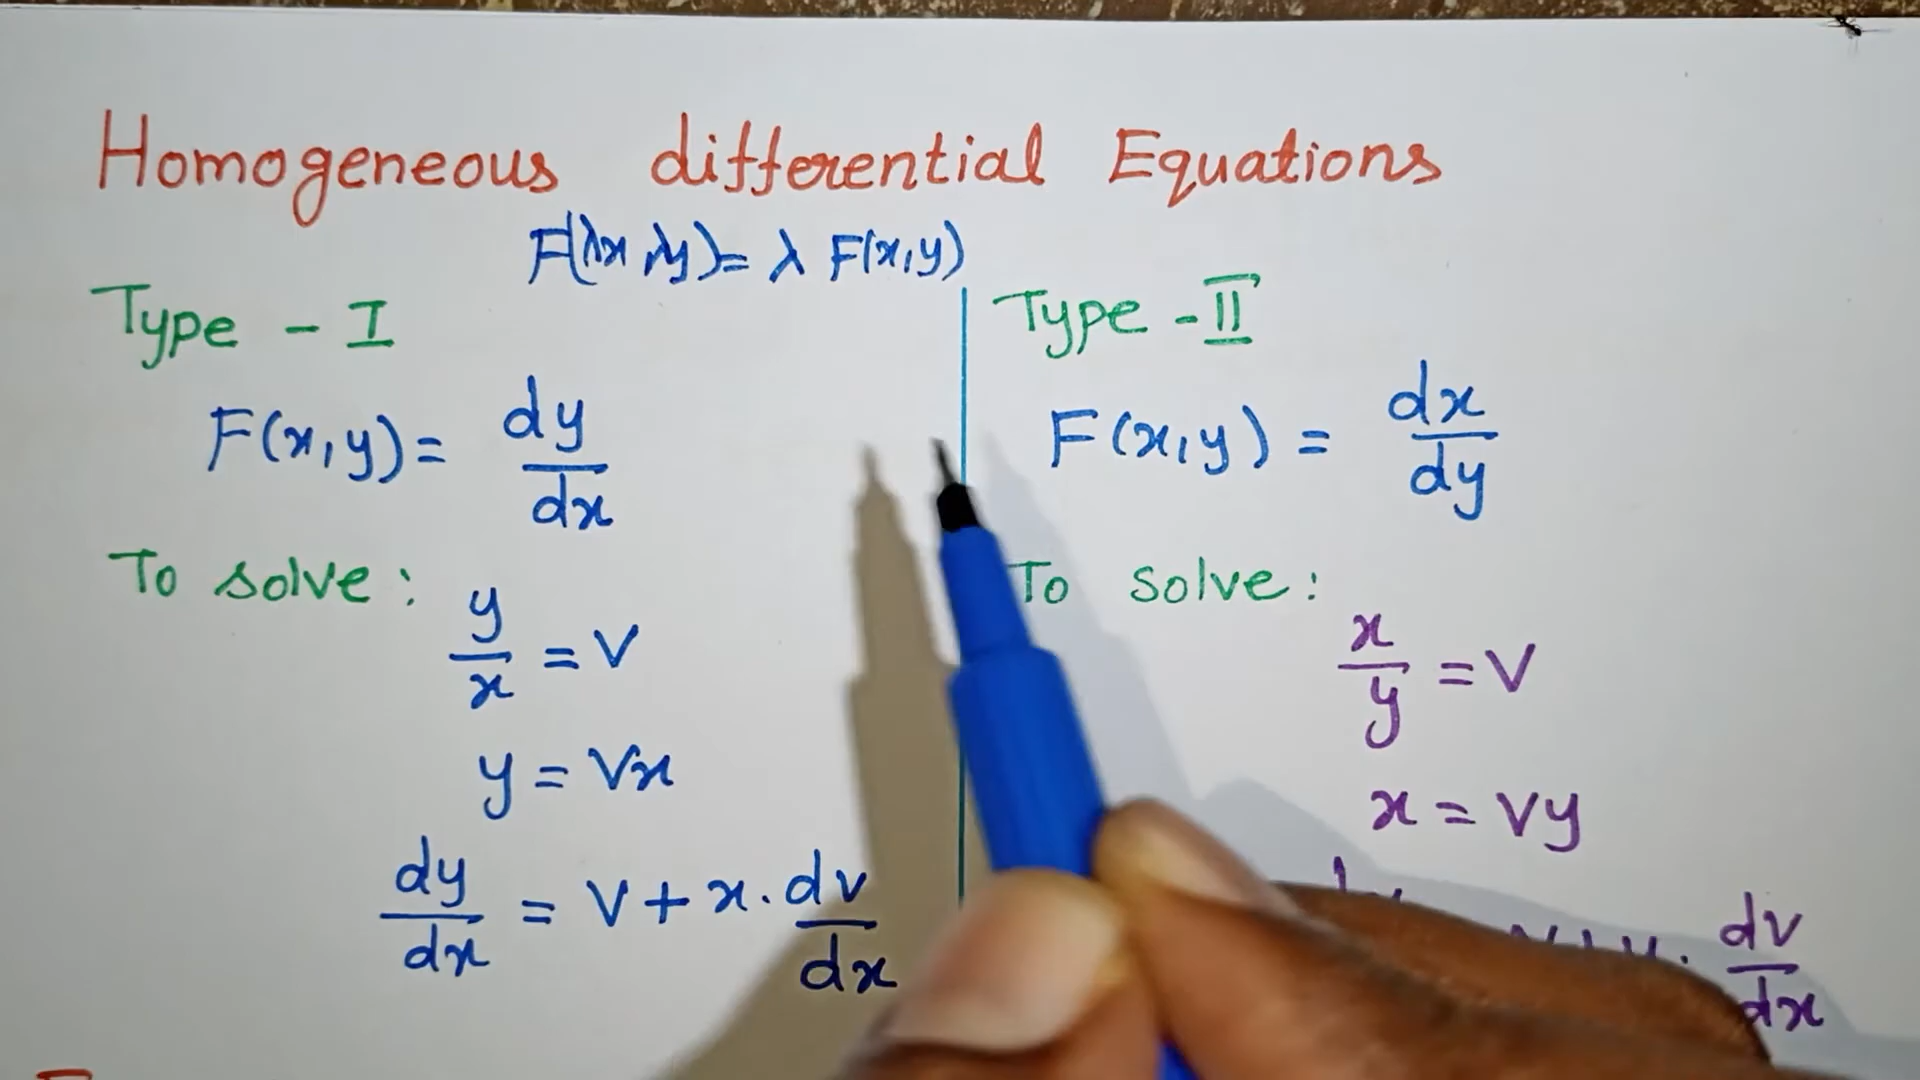 Homogeneous differential Equations
F(λx, λy) = λ F(x,y)
Type - I
F(x,y) = dy/dx
To solve:
y/x = V
y = Vx
dy/dx = V + x. dv/dx
Type - II
F(x,y) = dx/dy
To solve:
x/y = V
x = Vy
. dv/dx